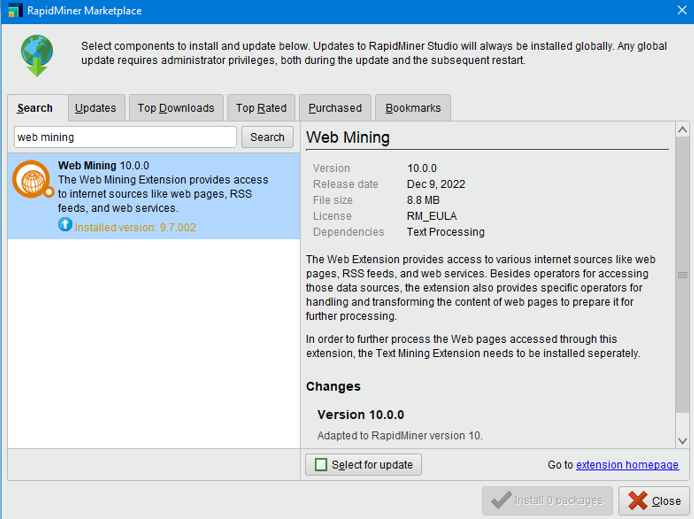 RapidMiner Marketplace
Select components to install and update below. Updates to RapidMiner Studio will always be installed globally. Any global
update requires administrator privileges, both during the update and the subsequent restart.
Search Updates Top Downloads Top Rated Purchased Bookmarks
web mining Search
Web Mining 10.0.0
The Web Mining Extension provides access
to internet sources like web pages, RSS
feeds, and web services.
Installed version: 9.7.002
Web Mining
Version 10.0.0
Release date Dec 9, 2022
File size 8.8 MB
License RM_EULA
Dependencies Text Processing
The Web Extension provides access to various internet sources like web
pages, RSS feeds, and web services. Besides operators for accessing
those data sources, the extension also provides specific operators for
handling and transforming the content of web pages to prepare it for
further processing.
In order to further process the Web pages accessed through this
extension, the Text Mining Extension needs to be installed seperately.
Changes
Version 10.0.0
Adapted to RapidMiner version 10.
Select for update Go to extension homepage
Install 0 packages Close